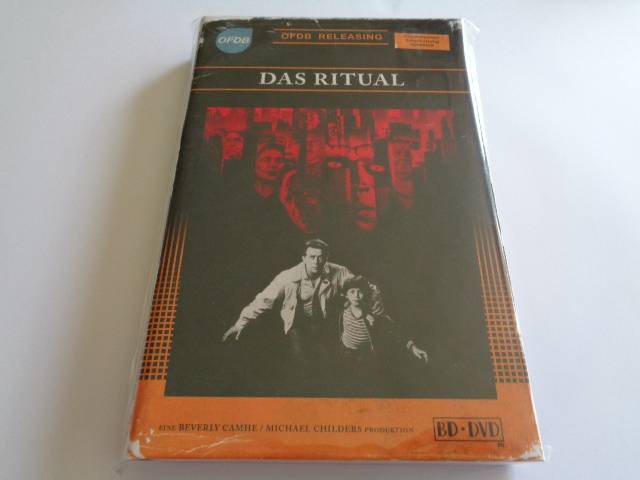 OFDB
OFDB RELEASING
DAS RITUAL
EINE BEVERLY CAMHE / MICHAEL CHILDERS PRODUKTION
BD · DVD